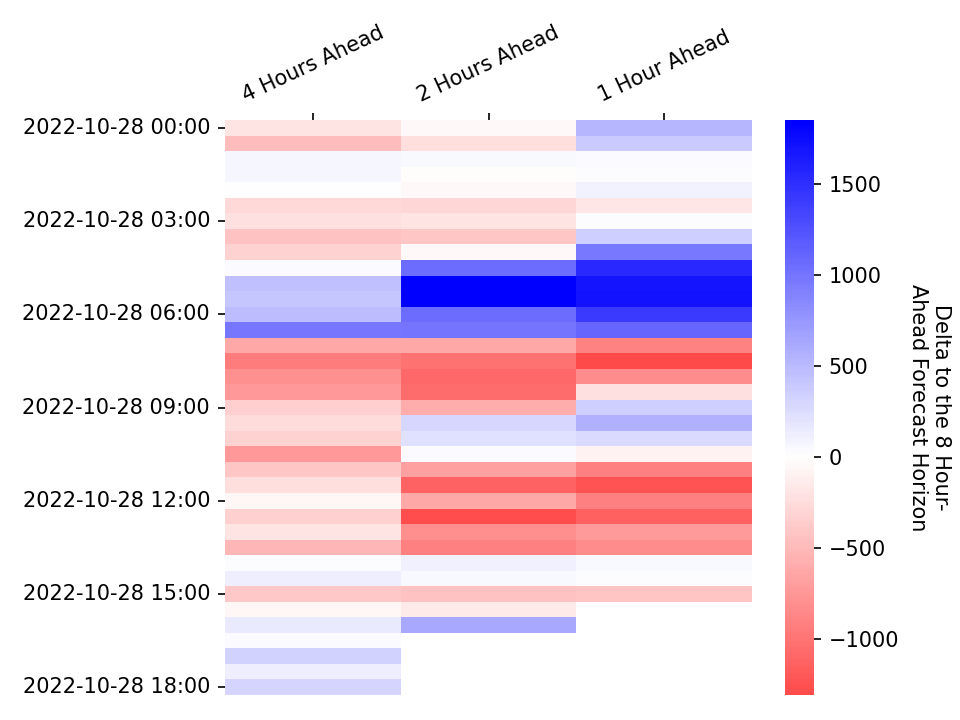 4 Hours Ahead
2 Hours Ahead
1 Hour Ahead
2022-10-28 00:00
2022-10-28 03:00
2022-10-28 06:00
2022-10-28 09:00
2022-10-28 12:00
2022-10-28 15:00
2022-10-28 18:00
1500
1000
500
0
−500
−1000
Delta to the 8 Hour-
Ahead Forecast Horizon